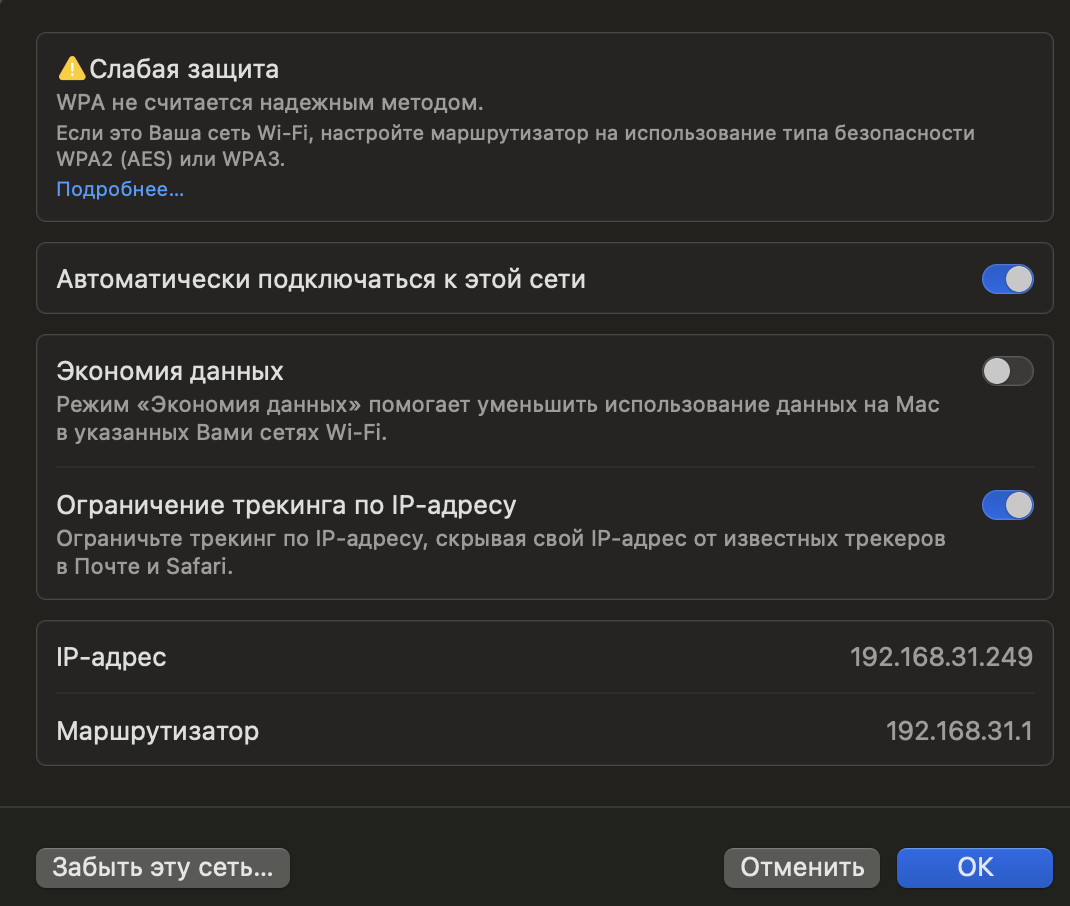 Слабая защита
WPA не считается надежным методом.
Если это Ваша сеть Wi-Fi, настройте маршрутизатор на использование типа безопасности
WPA2 (AES) или WPA3.
Подробнее...
Автоматически подключаться к этой сети
Экономия данных
Режим «Экономия данных» помогает уменьшить использование данных на Mac
в указанных Вами сетях Wi-Fi.
Ограничение трекинга по IP-адресу
Ограничьте трекинг по IP-адресу, скрывая свой IP-адрес от известных трекеров
в Почте и Safari.
IP-адрес 192.168.31.249
Маршрутизатор 192.168.31.1
Забыть эту сеть... Отменить OK